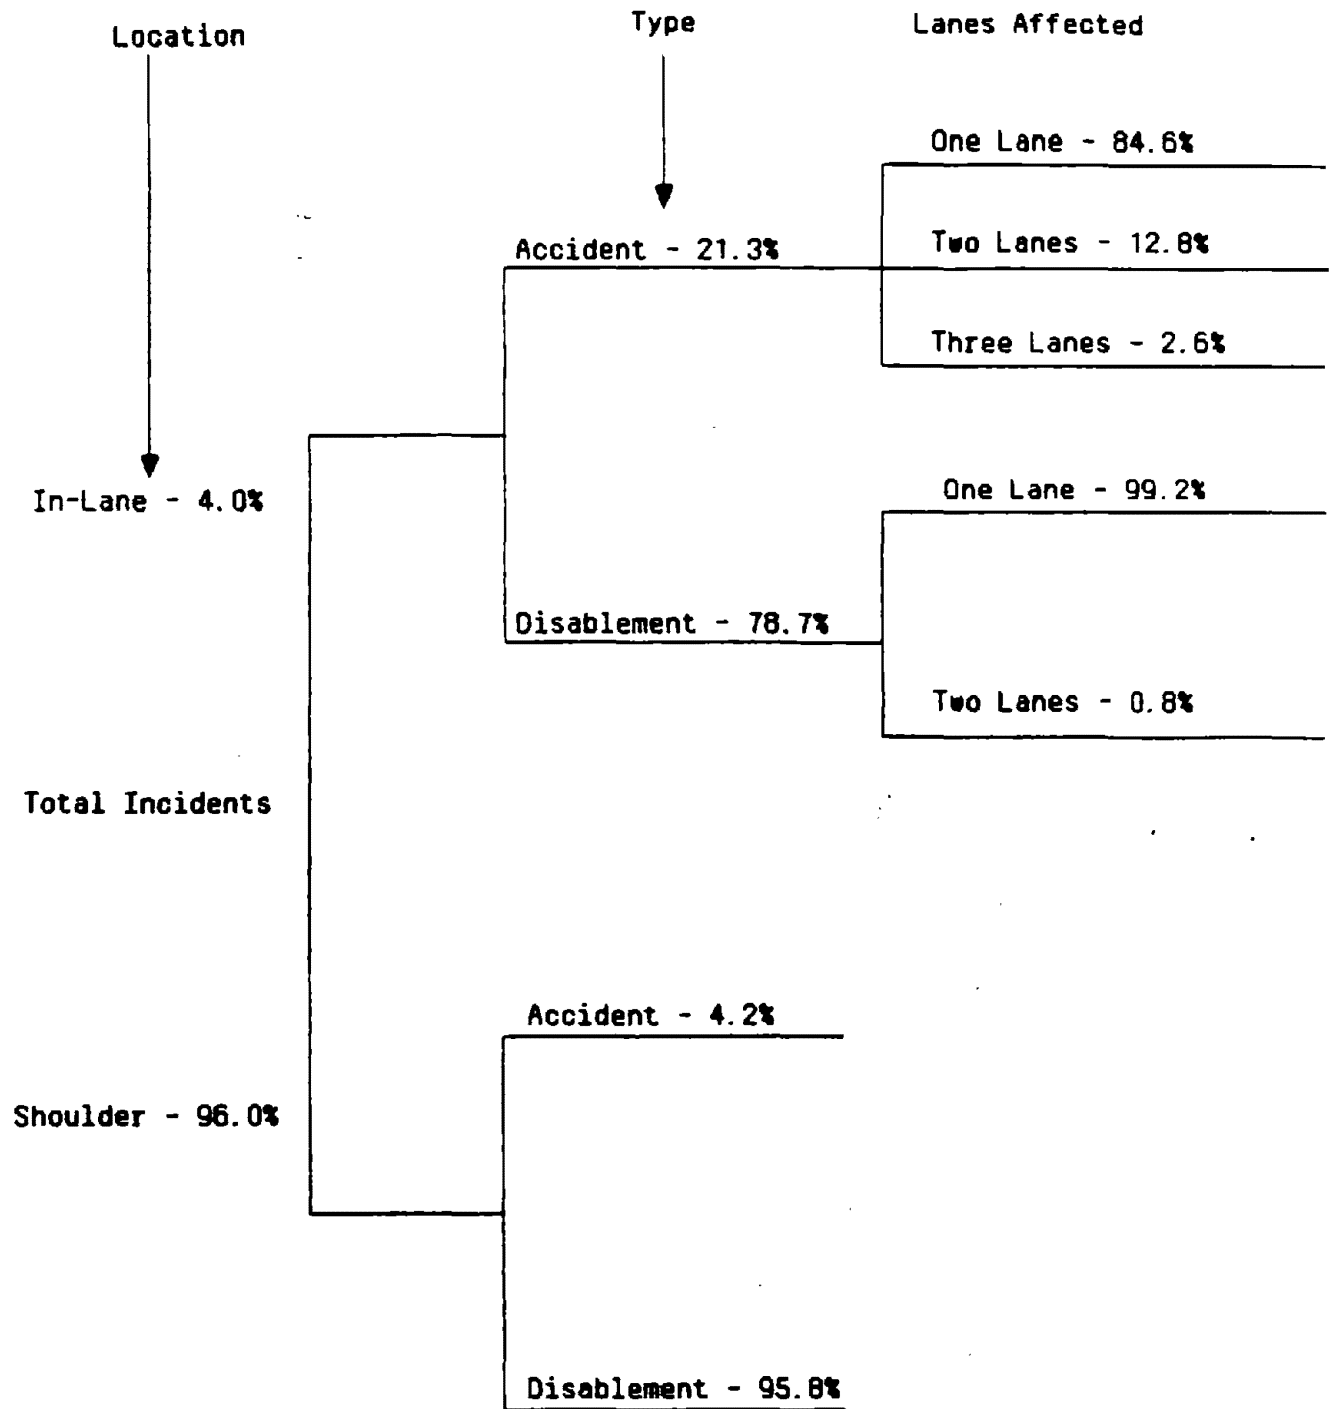 Location
Type
Lanes Affected
One Lane - 84.6%
Accident - 21.3%
Two Lanes - 12.8%
Three Lanes - 2.6%
In-Lane - 4.0%
One Lane - 99.2%
Disablement - 78.7%
Two Lanes - 0.8%
Total Incidents
Accident - 4.2%
Shoulder - 96.0%
Disablement - 95.8%